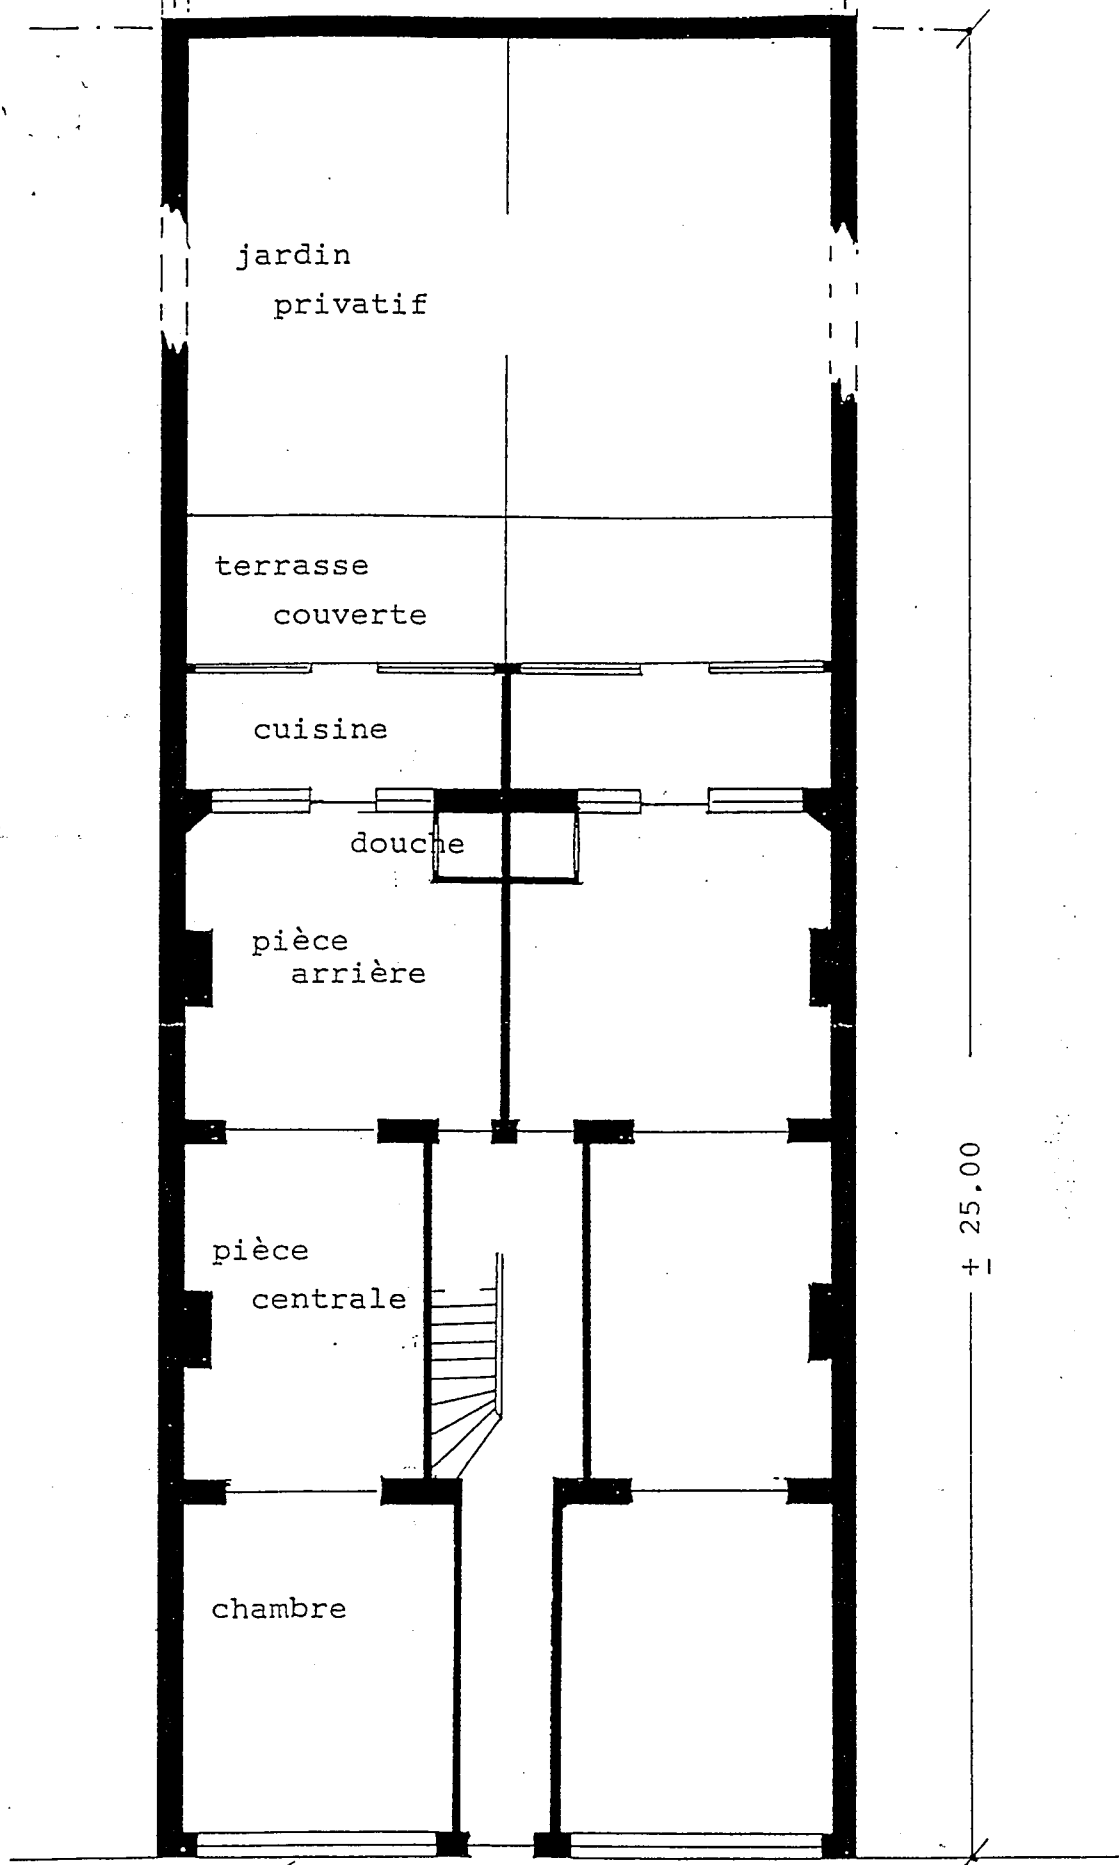 jardin
privatif
terrasse
couverte
cuisine
douche
pièce
arrière
± 25,00
pièce
centrale
chambre